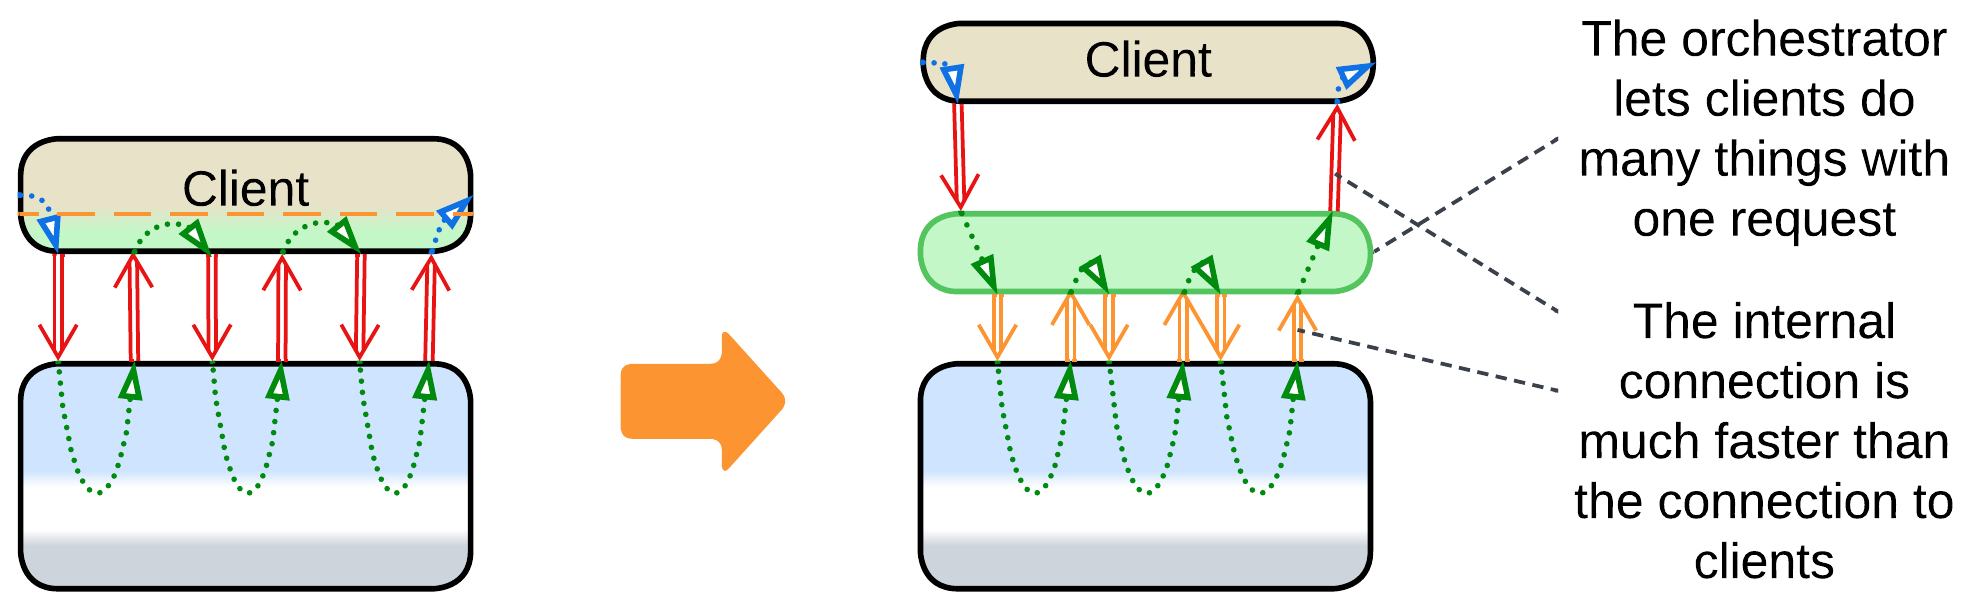 Client
Client
The orchestrator
lets clients do
many things with
one request
The internal
connection is
much faster than
the connection to
clients